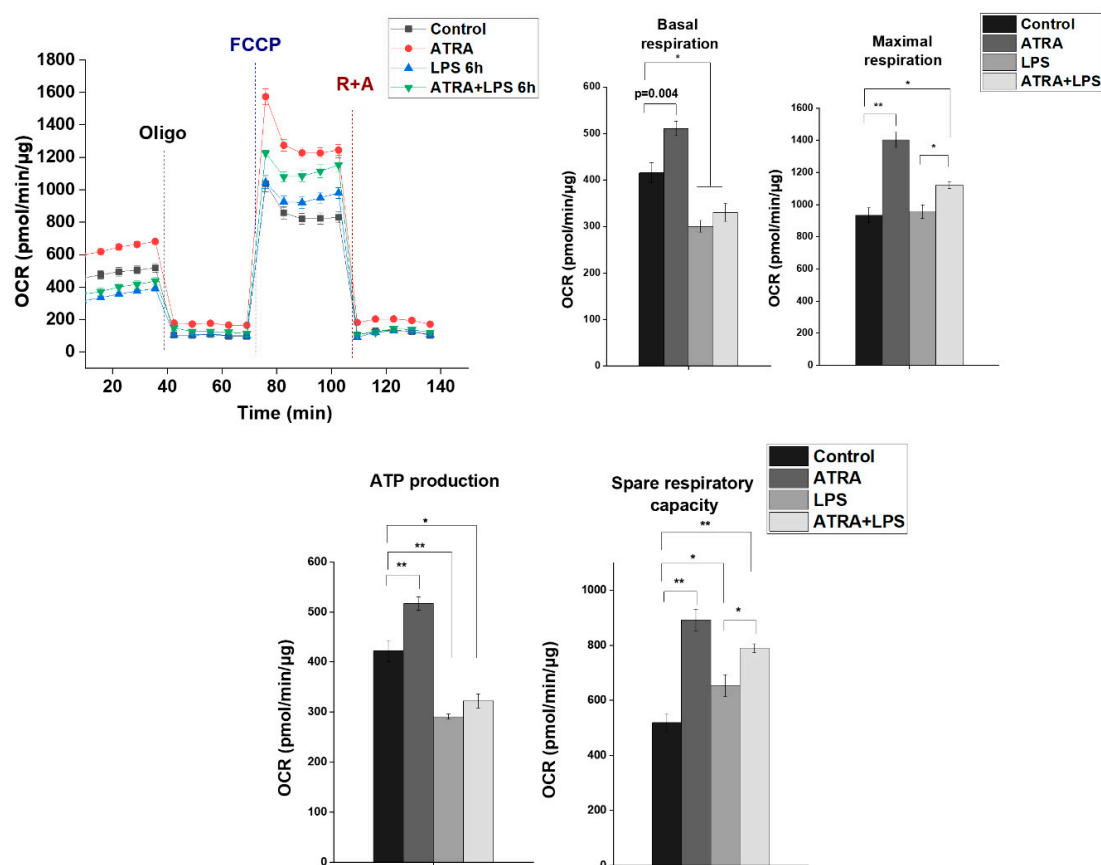 Control
ATRA
LPS 6h
ATRA+LPS 6h
FCCP
R+A
Oligo
1800
1600
1400
1200
1000
800
600
400
200
0
OCR (pmol/min/µg)
20 40 60 80 100 120 140
Time (min)
Basal
respiration
*
p=0.004
600
500
400
300
200
100
0
OCR (pmol/min/µg)
Maximal
respiration
*
**
*
1600
1400
1200
1000
800
600
400
200
0
OCR (pmol/min/µg)
Control
ATRA
LPS
ATRA+LPS
ATP production
*
**
**
600
500
400
300
200
100
0
OCR (pmol/min/µg)
Spare respiratory
capacity
**
*
**
*
1000
800
600
400
200
0
OCR (pmol/min/µg)
Control
ATRA
LPS
ATRA+LPS